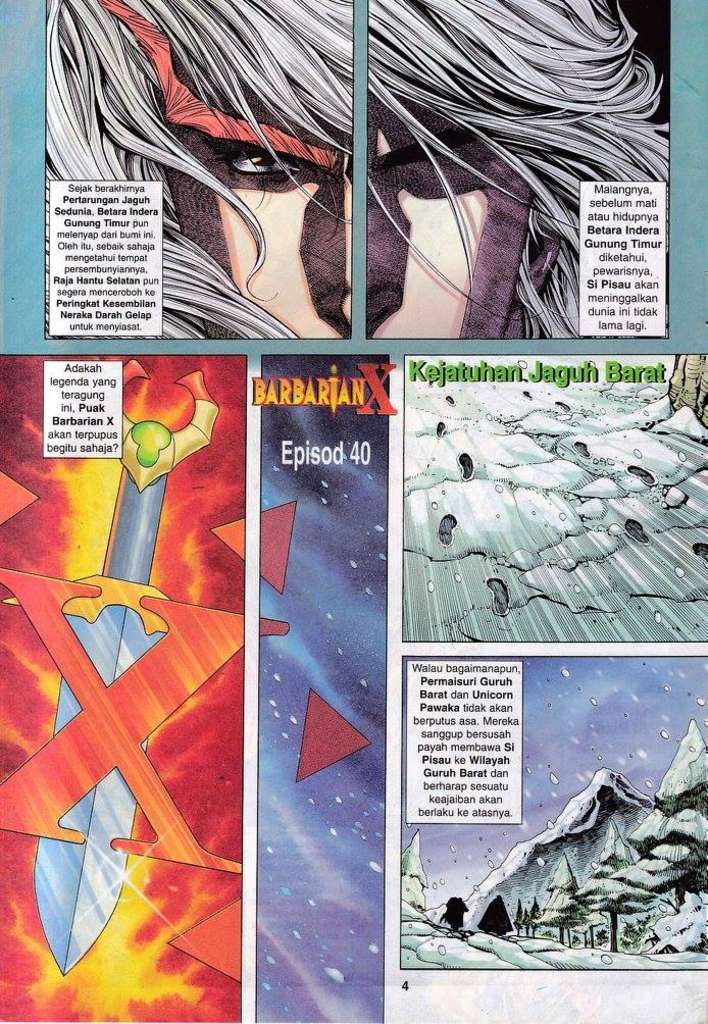 Sejak berakhirnya
Pertarungan Jaguh
Sedunia, Betara Indera
Gunung Timur pun
melenyap dari bumi ini.
Oleh itu, sebaik sahaja
mengetahui tempat
persembunyiannya,
Raja Hantu Selatan pun
segera menceroboh ke
Peringkat Kesembilan
Neraka Darah Gelap
untuk menyiasat.
Malangnya,
sebelum mati
atau hidupnya
Betara Indera
Gunung Timur
diketahui,
pewarisnya,
Si Pisau akan
meninggalkan
dunia ini tidak
lama lagi.
Adakah
legenda yang
teragung
ini, Puak
Barbarian X
akan terpupus
begitu sahaja?
BARBARIAN X
Episod 40
Kejatuhan Jaguh Barat
Walau bagaimanapun,
Permaisuri Guruh
Barat dan Unicorn
Pawaka tidak akan
berputus asa. Mereka
sanggup bersusah
payah membawa Si
Pisau ke Wilayah
Guruh Barat dan
berharap sesuatu
keajaiban akan
berlaku ke atasnya.
4